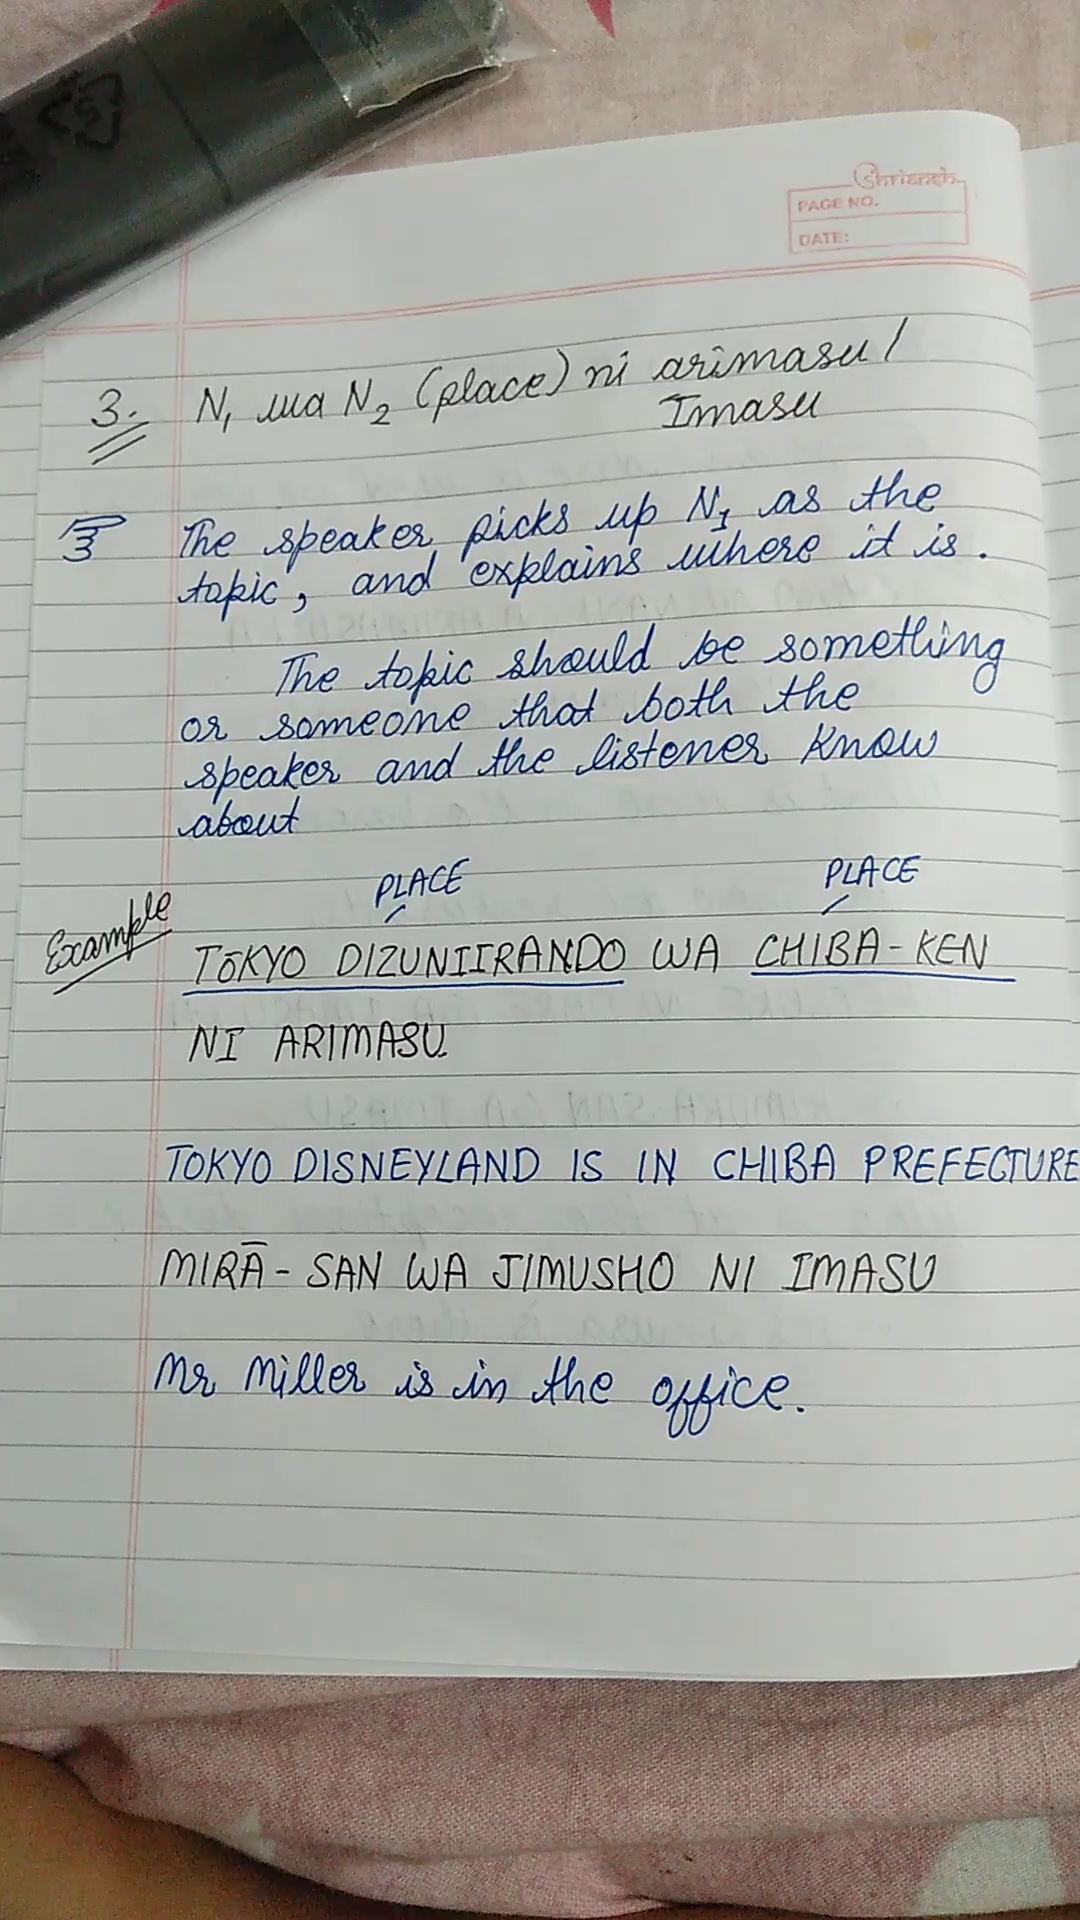 Shriansh
PAGE NO.
DATE:
3. N1 wa N2 (place) ni arimasu /
Imasu
The speaker picks up N1 as the
topic, and explains where it is.
The topic should be something
or someone that both the
speaker and the listener know
about
PLACE PLACE
Example
TŌKYO DIZUNIIRANDO WA CHIBA-KEN
NI ARIMASU.
TOKYO DISNEYLAND IS IN CHIBA PREFECTURE
MIRĀ-SAN WA JIMUSHO NI IMASU
Mr Miller is in the office.